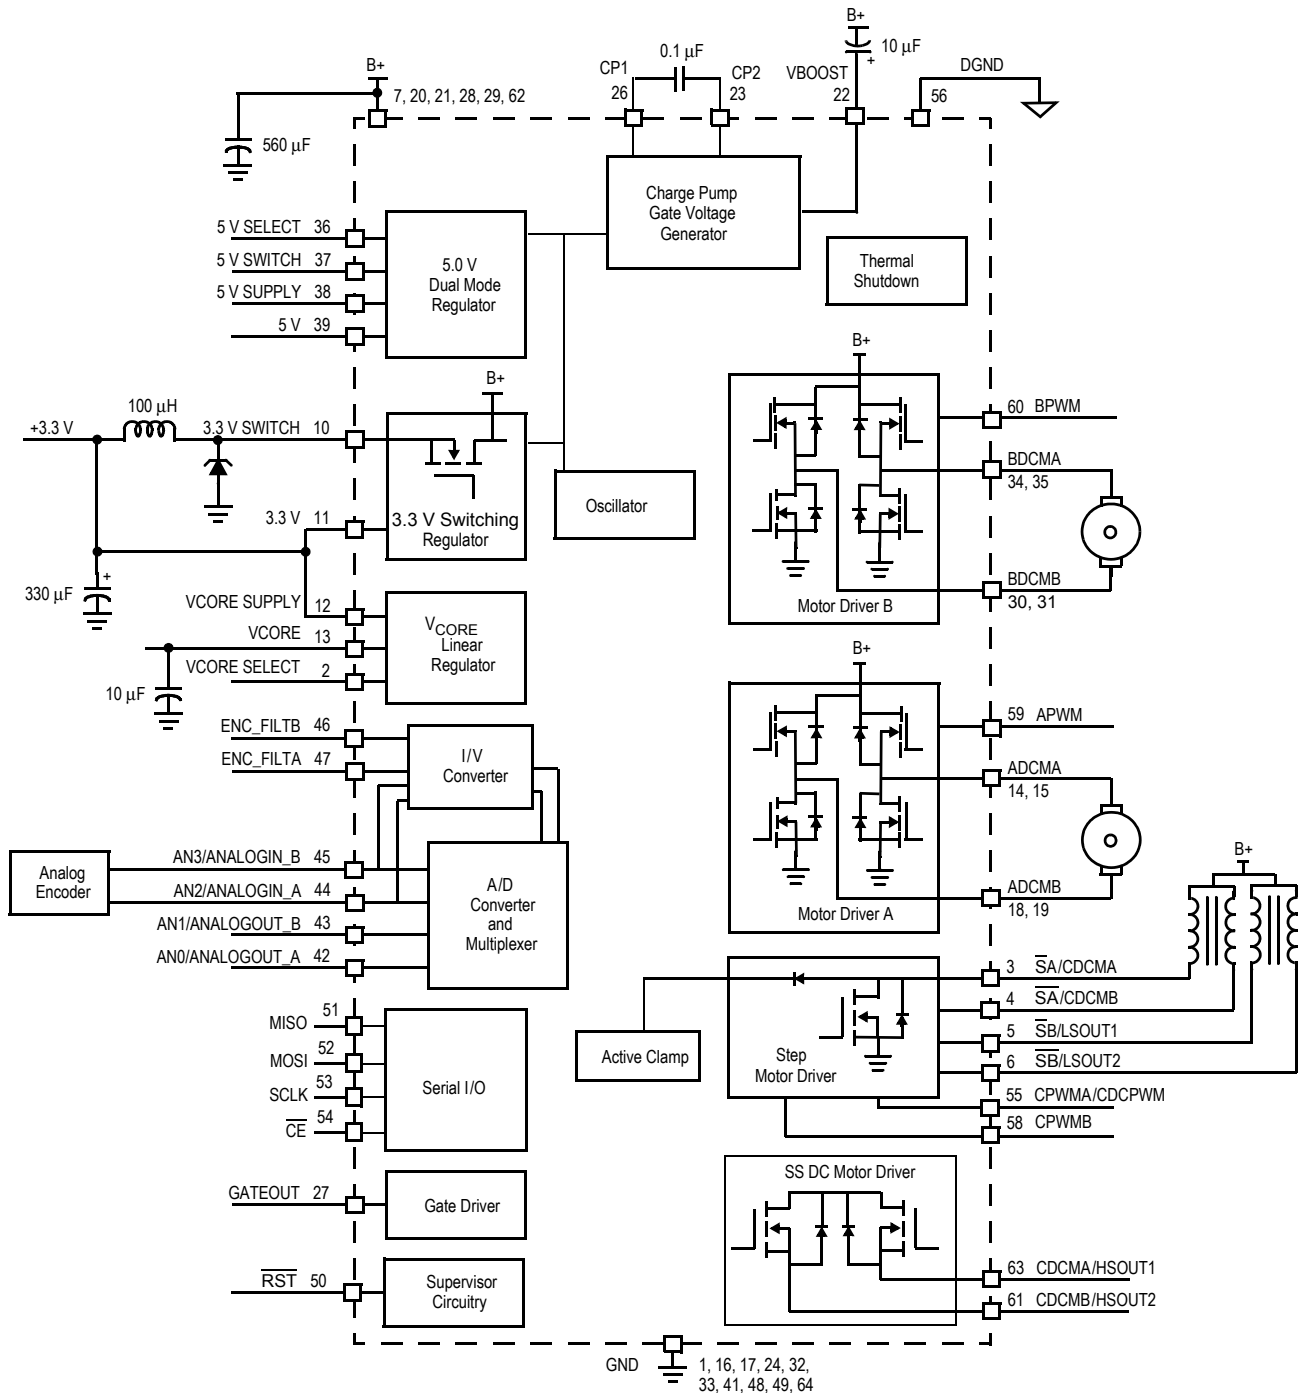 B+
0.1 µF
10 µF
B+
CP1
CP2
VBOOST
DGND
7, 20, 21, 28, 29, 62
26
23
22
56
+
560 µF
Charge Pump
Gate Voltage
Generator
5 V SELECT 36
5 V SWITCH 37
5 V SUPPLY 38
5 V 39
5.0 V
Dual Mode
Regulator
Thermal
Shutdown
B+
B+
100 µH
+3.3 V
3.3 V SWITCH 10
3.3 V 11
3.3 V Switching
Regulator
Oscillator
60 BPWM
BDCMA
34, 35
BDCMB
30, 31
Motor Driver B
+
330 µF
VCORE SUPPLY 12
VCORE 13
VCORE SELECT 2
10 µF
VCORE
Linear
Regulator
B+
ENC_FILTB 46
ENC_FILTA 47
I/V
Converter
59 APWM
ADCMA
14, 15
ADCMB
18, 19
Motor Driver A
Analog
Encoder
AN3/ANALOGIN_B 45
AN2/ANALOGIN_A 44
AN1/ANALOGOUT_B 43
AN0/ANALOGOUT_A 42
A/D
Converter
and
Multiplexer
B+
3 S̅A/CDCMA
4 S̅A̅/CDCMB
5 S̅B/LSOUT1
6 S̅B̅/LSOUT2
55 CPWMA/CDCPWM
58 CPWMB
Active Clamp
Step
Motor Driver
MISO 51
MOSI 52
SCLK 53
C̅E̅ 54
Serial I/O
GATEOUT 27
Gate Driver
SS DC Motor Driver
63 CDCMA/HSOUT1
61 CDCMB/HSOUT2
R̅S̅T̅ 50
Supervisor
Circuitry
GND
1, 16, 17, 24, 32,
33, 41, 48, 49, 64